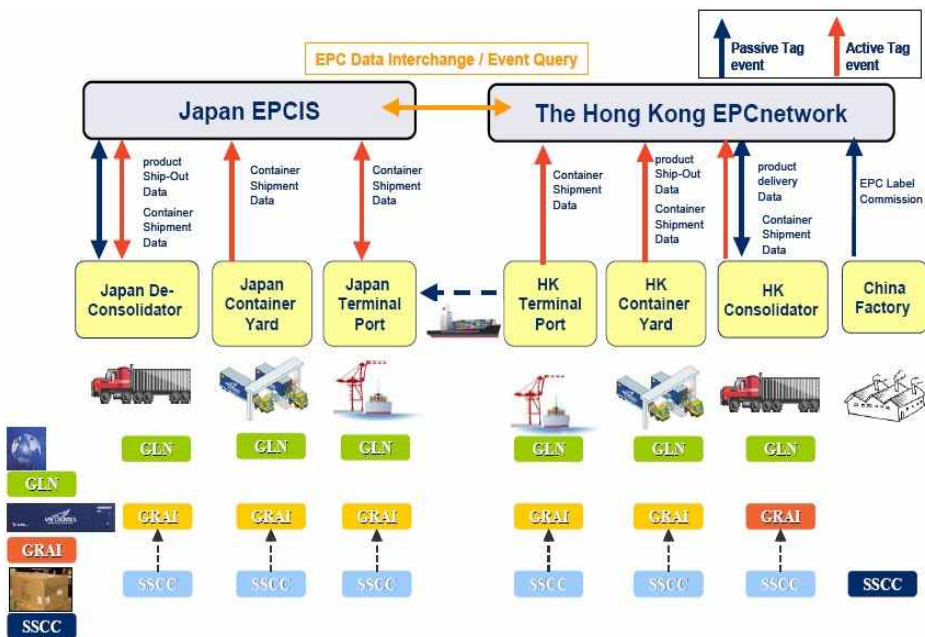 Passive Tag
event
Active Tag
event
EPC Data Interchange / Event Query
Japan EPCIS
The Hong Kong EPCnetwork
product
Ship-Out
Data
Container
Shipment
Data
Container
Shipment
Data
Container
Shipment
Data
Container
Shipment
Data
product
Ship-Out
Data
Container
Shipment
Data
product
delivery
Data
Container
Shipment
Data
EPC Label
Commission
Japan De-
Consolidator
Japan
Container
Yard
Japan
Terminal
Port
HK
Terminal
Port
HK
Container
Yard
HK
Consolidator
China
Factory
GLN
GLN
GLN
GLN
GLN
GLN
GLN
GRAI
GRAI
GRAI
GRAI
GRAI
GRAI
GRAI
SSCC
SSCC
SSCC
SSCC
SSCC
SSCC
SSCC
SSCC